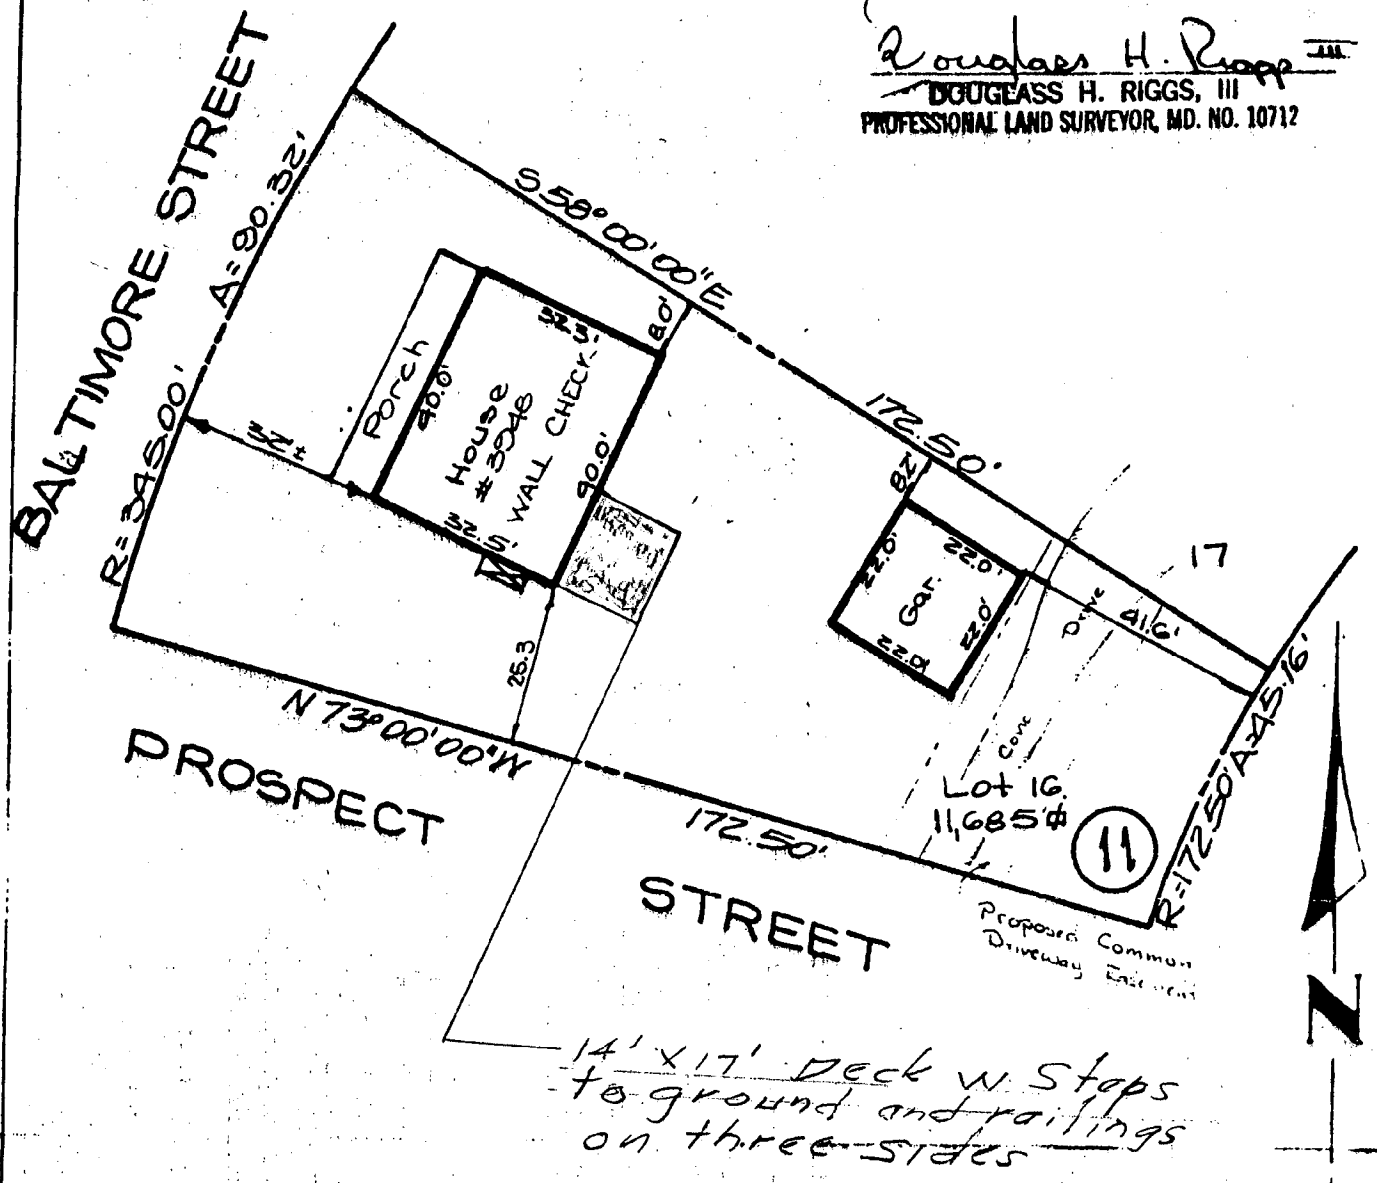 Douglass H. Riggs III
DOUGLASS H. RIGGS, III
PROFESSIONAL LAND SURVEYOR, MD. NO. 10712
BALTIMORE STREET
A=90.32'
R=345.00'
S58°00'00"E
172.50'
8.0'
32.3'
Porch
40.0'
House
#3946
WALL CHECK
40.0'
32.5'
32'±
25.3
8.2'
22.0'
22.0'
Gar.
22.0'
22.0'
41.6'
17
Conc
Drive
N73°00'00"W
172.50'
PROSPECT
STREET
Lot 16
11,685
11
R=172.50' A=45.16'
Proposed Common
Driveway Easement
N
14' X 17' Deck w Steps
to ground and railings
on three sides